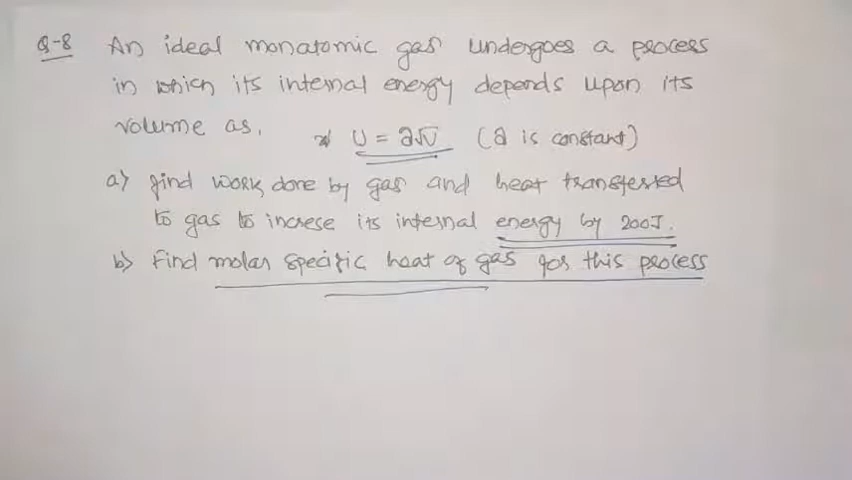 Q-8 An ideal monatomic gas undergoes a process
in which its internal energy depends upon its
volume as.
U = a√V (a is constant)
a) find work done by gas and heat transfested
to gas to increse its internal energy by 200J.
b) Find molar specific heat of gas for this process